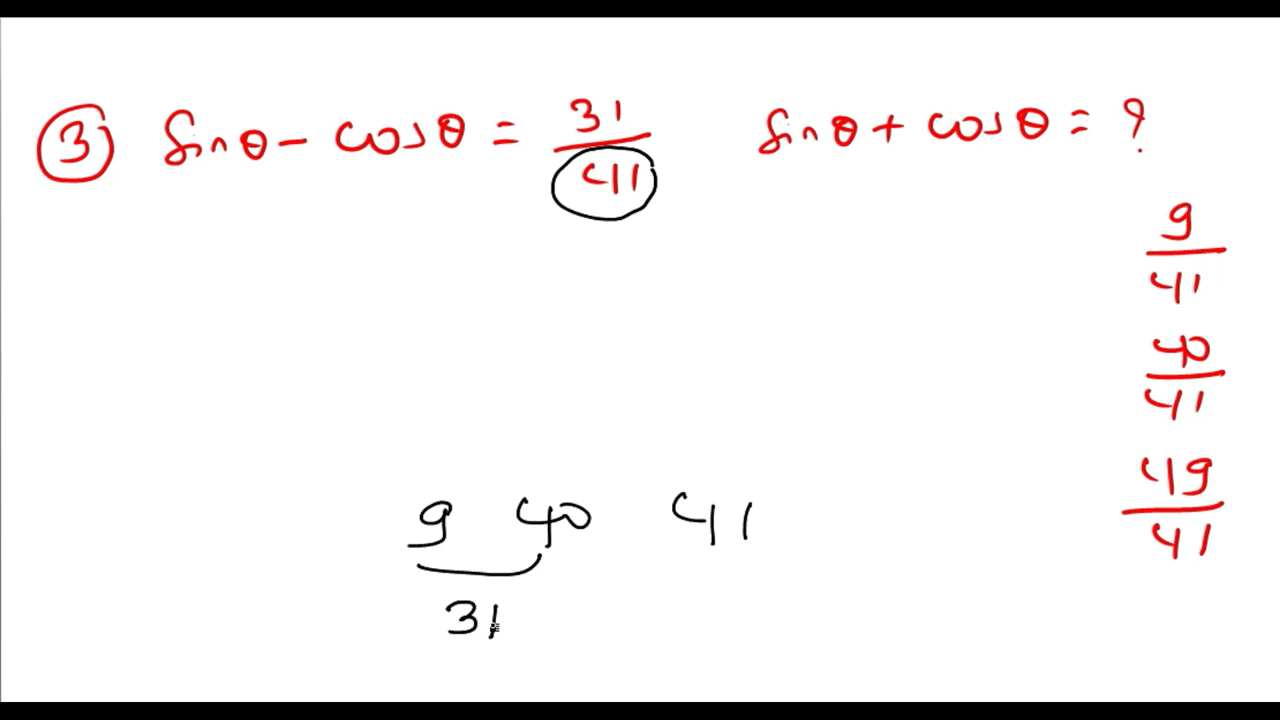 ③ Sinθ - cosθ = 31/41 Sinθ + cosθ = ?
9/41
40/41
49/41
9 40 41
31